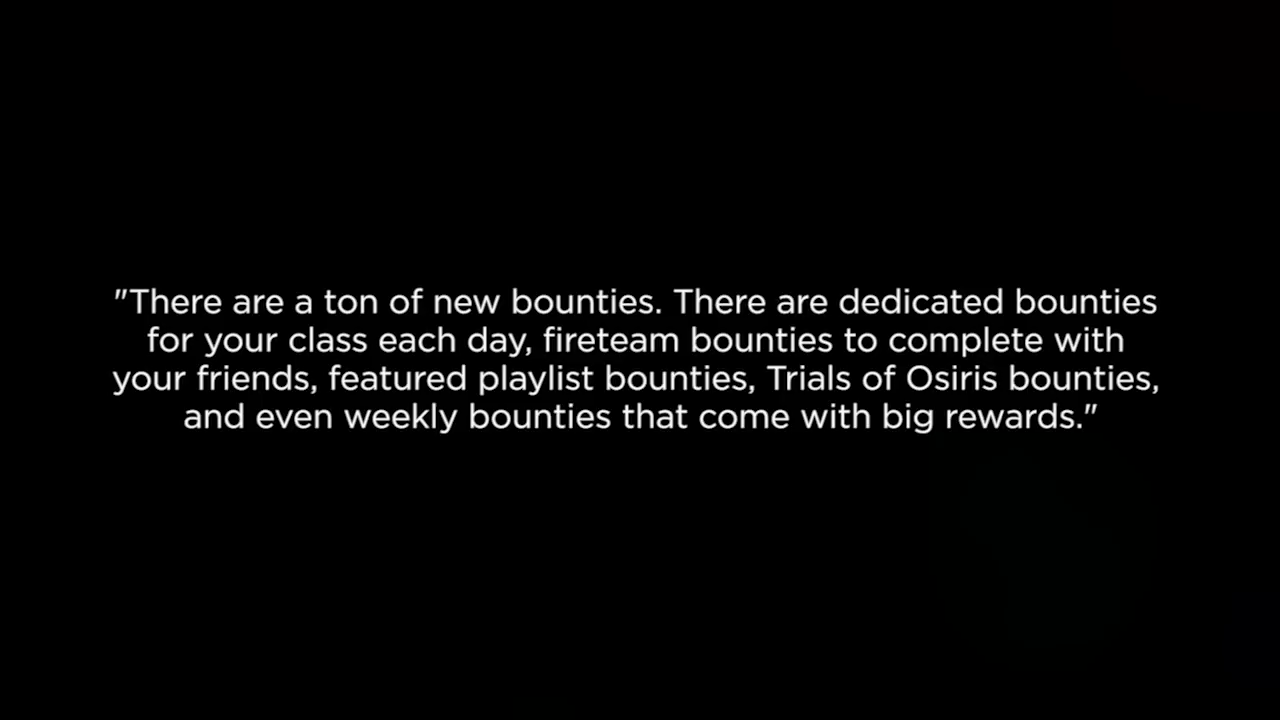 "There are a ton of new bounties. There are dedicated bounties
for your class each day, fireteam bounties to complete with
your friends, featured playlist bounties, Trials of Osiris bounties,
and even weekly bounties that come with big rewards."